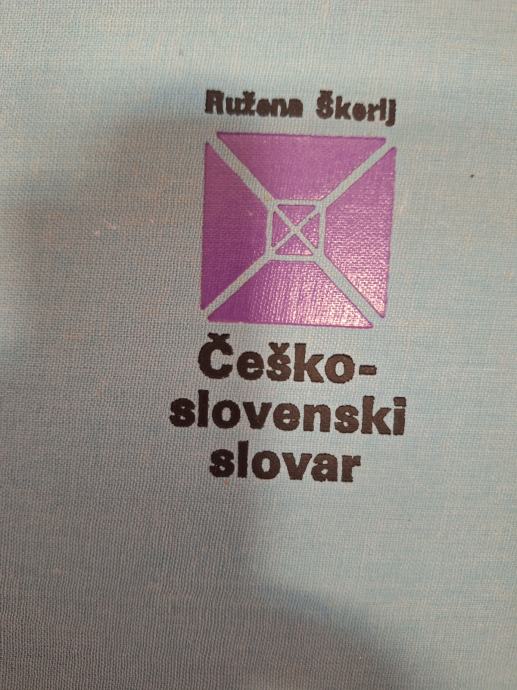 Ružena Škerlj
Češko-
slovenski
slovar